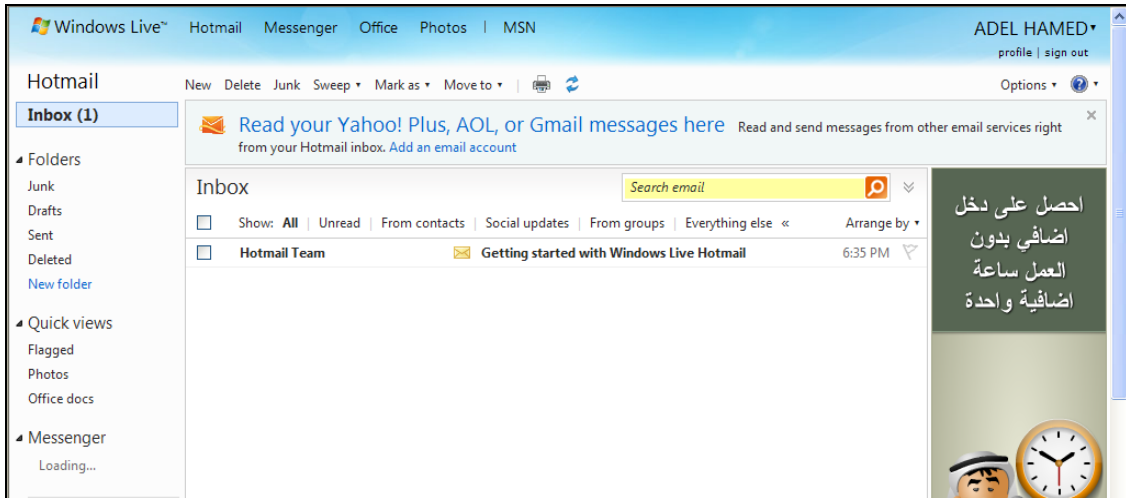 Windows Live™ Hotmail Messenger Office Photos | MSN
ADEL HAMED
profile | sign out
Hotmail
New Delete Junk Sweep Mark as Move to
Options
Inbox (1)
Folders
Junk
Drafts
Sent
Deleted
New folder
Quick views
Flagged
Photos
Office docs
Messenger
Loading...
Read your Yahoo! Plus, AOL, or Gmail messages here Read and send messages from other email services right
from your Hotmail inbox. Add an email account
Inbox
Search email
Show: All | Unread | From contacts | Social updates | From groups | Everything else «
Arrange by
Hotmail Team Getting started with Windows Live Hotmail 6:35 PM
احصل على دخل
اضافي بدون
العمل ساعة
اضافية واحدة